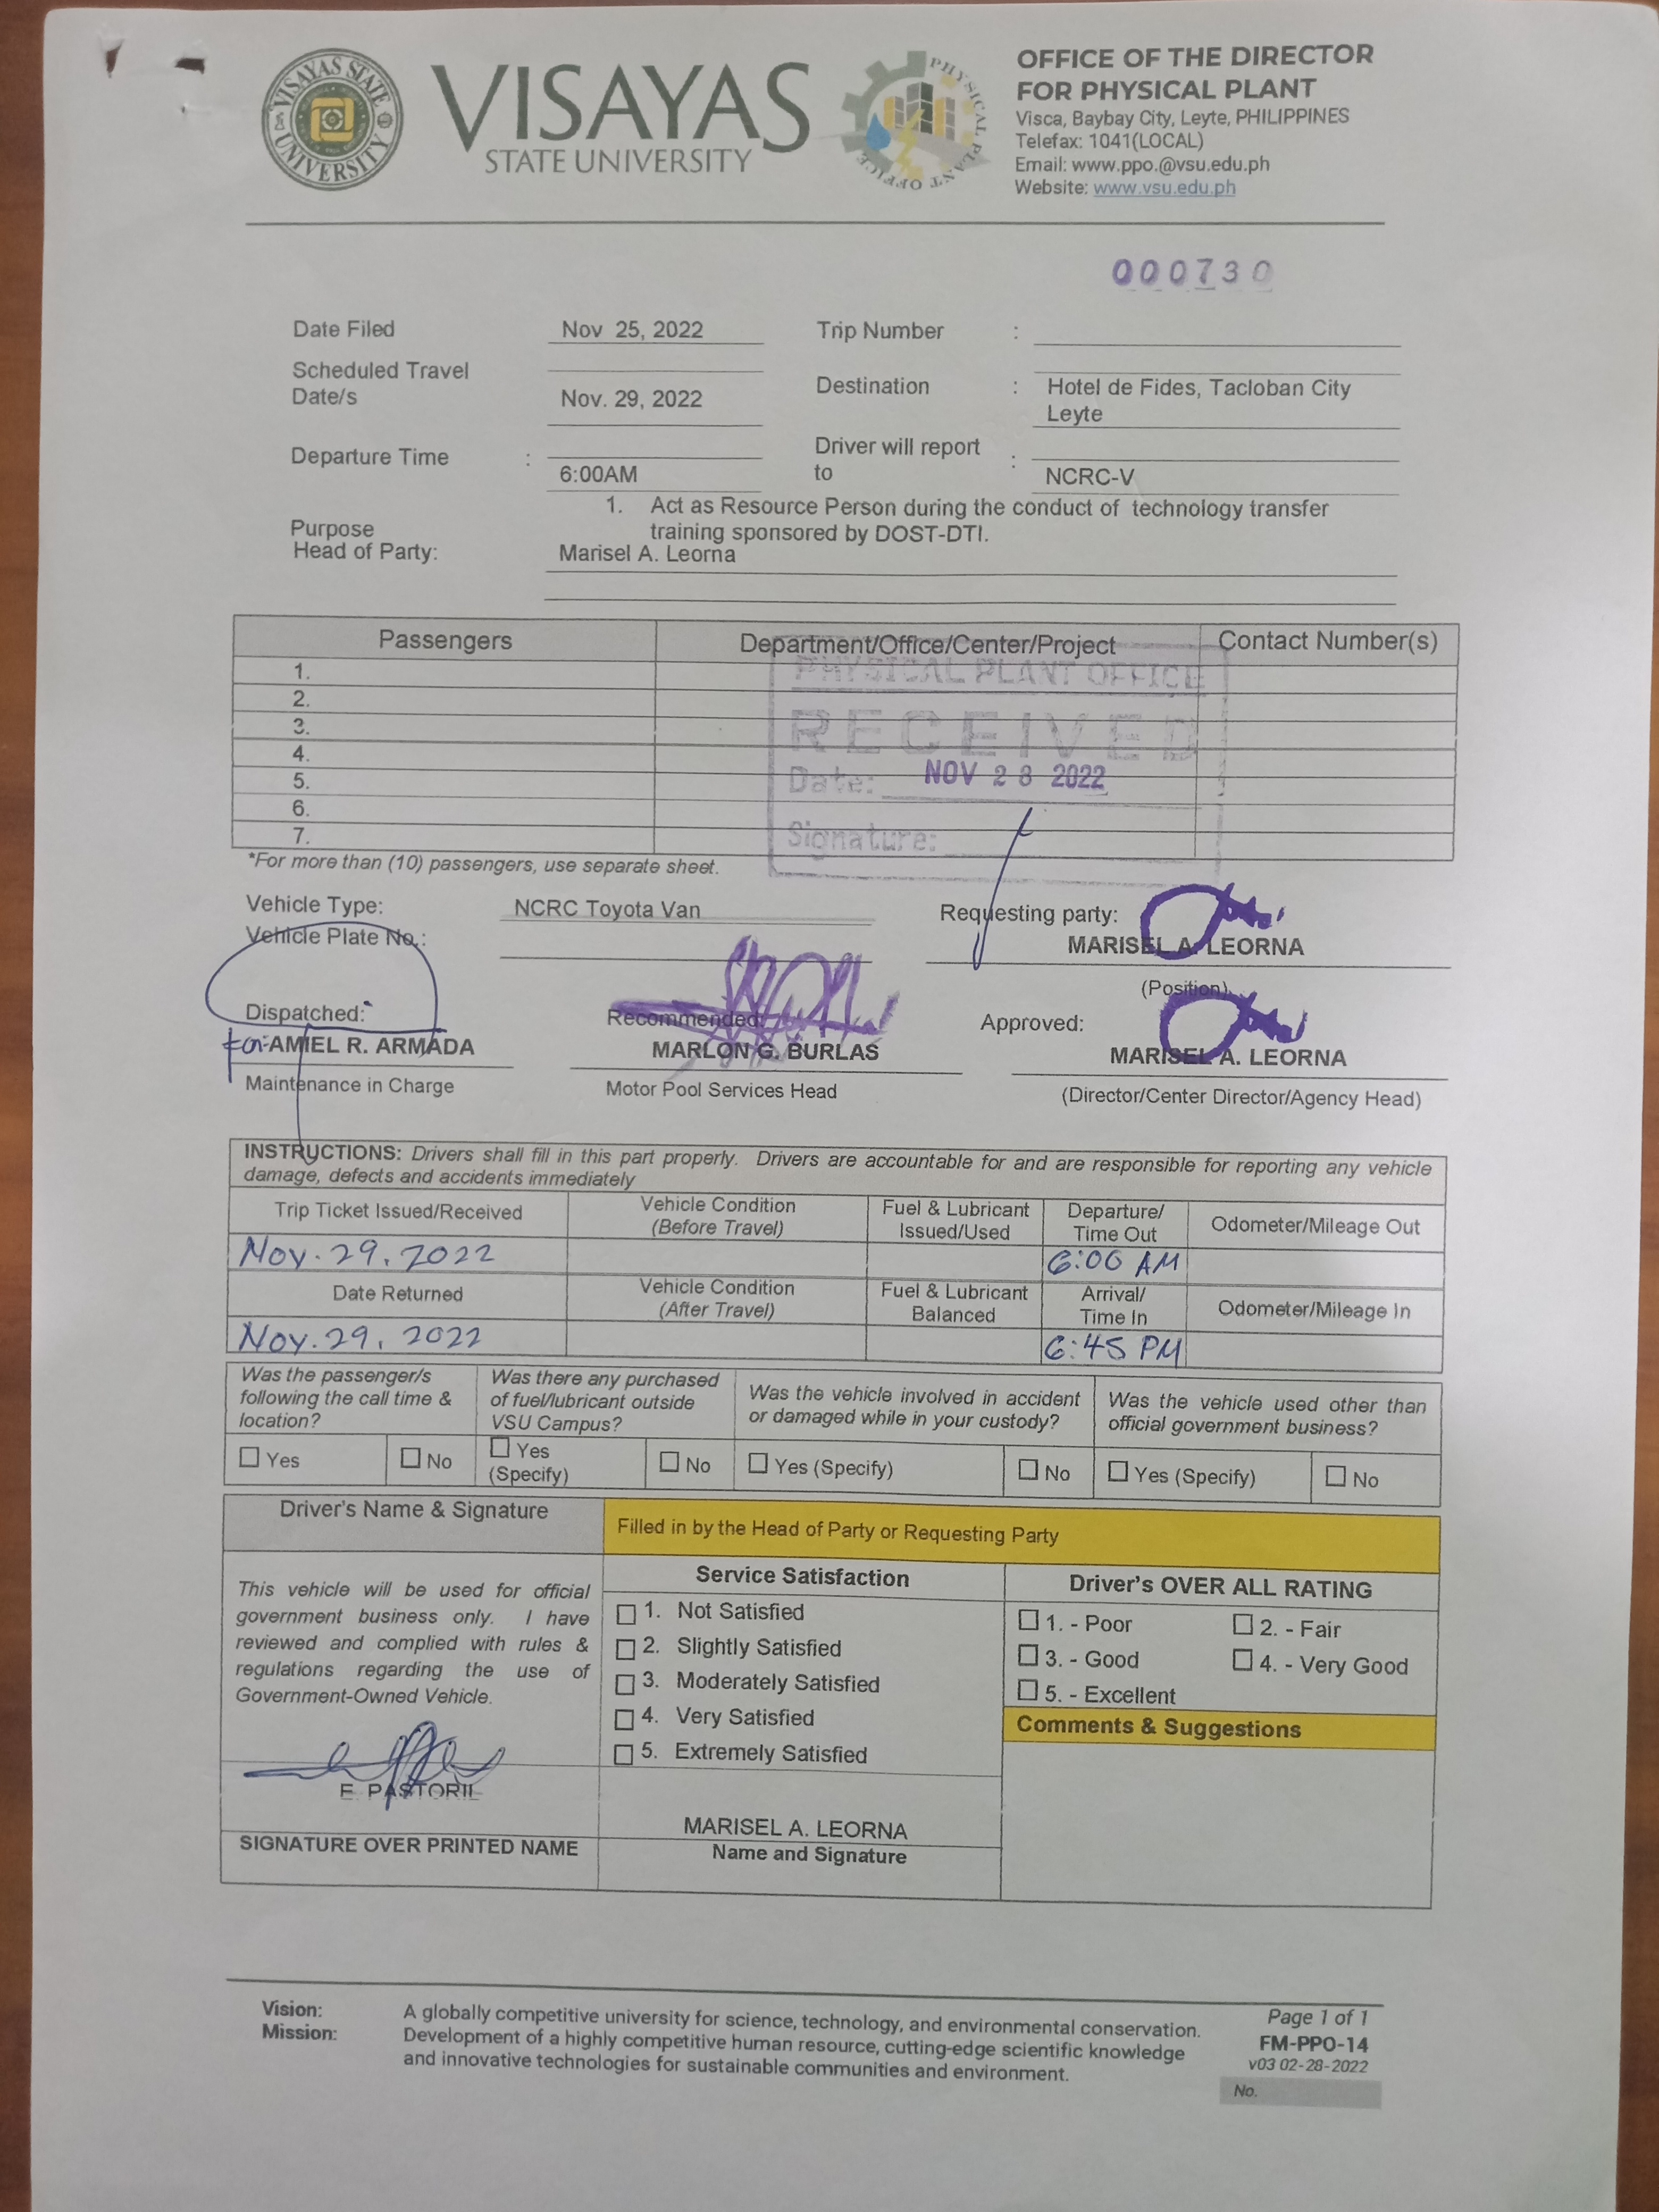 VISAYAS STATE UNIVERSITY
VISAYAS
STATE UNIVERSITY
PHYSICAL PLANT OFFICE
OFFICE OF THE DIRECTOR
FOR PHYSICAL PLANT
Visca, Baybay City, Leyte, PHILIPPINES
Telefax: 1041(LOCAL)
Email: www.ppo.@vsu.edu.ph
Website: www.vsu.edu.ph
000730
Date Filed Nov 25, 2022 Trip Number :
Scheduled Travel
Date/s Nov. 29, 2022 Destination : Hotel de Fides, Tacloban City
Leyte
Departure Time : 6:00AM Driver will report
to : NCRC-V
Purpose 1. Act as Resource Person during the conduct of technology transfer
training sponsored by DOST-DTI.
Head of Party: Marisel A. Leorna
Passengers Department/Office/Center/Project Contact Number(s)
1.
2.
3.
4.
5.
6.
7.
PHYSICAL PLANT OFFICE
RECEIVED
Date: NOV 28 2022
Signature:
*For more than (10) passengers, use separate sheet.
Vehicle Type: NCRC Toyota Van Requesting party:
Vehicle Plate No.: MARISEL A. LEORNA
(Position)
Dispatched: Recommended: Approved:
for AMIEL R. ARMADA MARLON G. BURLAS MARISEL A. LEORNA
Maintenance in Charge Motor Pool Services Head (Director/Center Director/Agency Head)
INSTRUCTIONS: Drivers shall fill in this part properly. Drivers are accountable for and are responsible for reporting any vehicle
damage, defects and accidents immediately
Trip Ticket Issued/Received Vehicle Condition
(Before Travel) Fuel & Lubricant
Issued/Used Departure/
Time Out Odometer/Mileage Out
Nov. 29, 2022 6:00 AM
Date Returned Vehicle Condition
(After Travel) Fuel & Lubricant
Balanced Arrival/
Time In Odometer/Mileage In
Nov. 29, 2022 6:45 PM
Was the passenger/s
following the call time &
location?
Was there any purchased
of fuel/lubricant outside
VSU Campus?
Was the vehicle involved in accident
or damaged while in your custody?
Was the vehicle used other than
official government business?
☐ Yes ☐ No ☐ Yes
(Specify) ☐ No ☐ Yes (Specify) ☐ No ☐ Yes (Specify) ☐ No
Driver's Name & Signature Filled in by the Head of Party or Requesting Party
This vehicle will be used for official
government business only. I have
reviewed and complied with rules &
regulations regarding the use of
Government-Owned Vehicle.
E. PASTORIL
SIGNATURE OVER PRINTED NAME
Service Satisfaction
☐ 1. Not Satisfied
☐ 2. Slightly Satisfied
☐ 3. Moderately Satisfied
☐ 4. Very Satisfied
☐ 5. Extremely Satisfied
MARISEL A. LEORNA
Name and Signature
Driver's OVER ALL RATING
☐ 1. - Poor ☐ 2. - Fair
☐ 3. - Good ☐ 4. - Very Good
☐ 5. - Excellent
Comments & Suggestions
Vision: A globally competitive university for science, technology, and environmental conservation.
Mission: Development of a highly competitive human resource, cutting-edge scientific knowledge
and innovative technologies for sustainable communities and environment.
Page 1 of 1
FM-PPO-14
v03 02-28-2022
No.